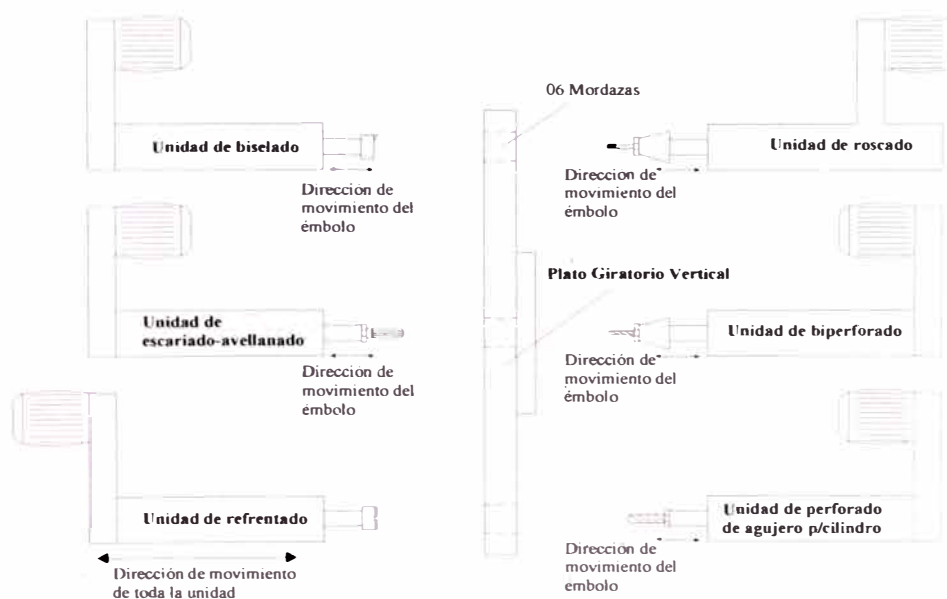 06 Mordazas
Unidad de biselado
Unidad de roscado
Dirección de
movimiento del
émbolo
Direccion de
movimiento del
émbolo
Plato Giratorio Vertical
Unidad de
escariado-avellanado
Unidad de biperforado
Dirección de
movimiento del
émbolo
Dirección de
movimiento del
émbolo
Unidad de refrentado
Unidad de perforado
de agujero p/cilindro
Dirección de movimiento
de toda la unidad
Dirección de
movimiento del
émbolo